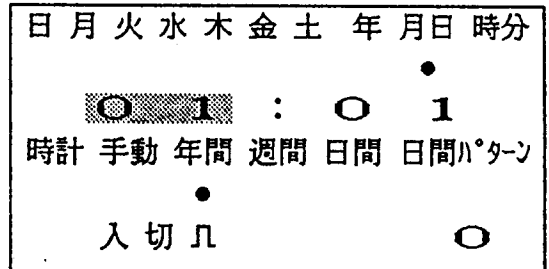 日 月 火 水 木 金 土 年 月日 時分
●
0 1 : 0 1
時計 手動 年間 週間 日間 日間パターン
●
入 切 ⎍ 0